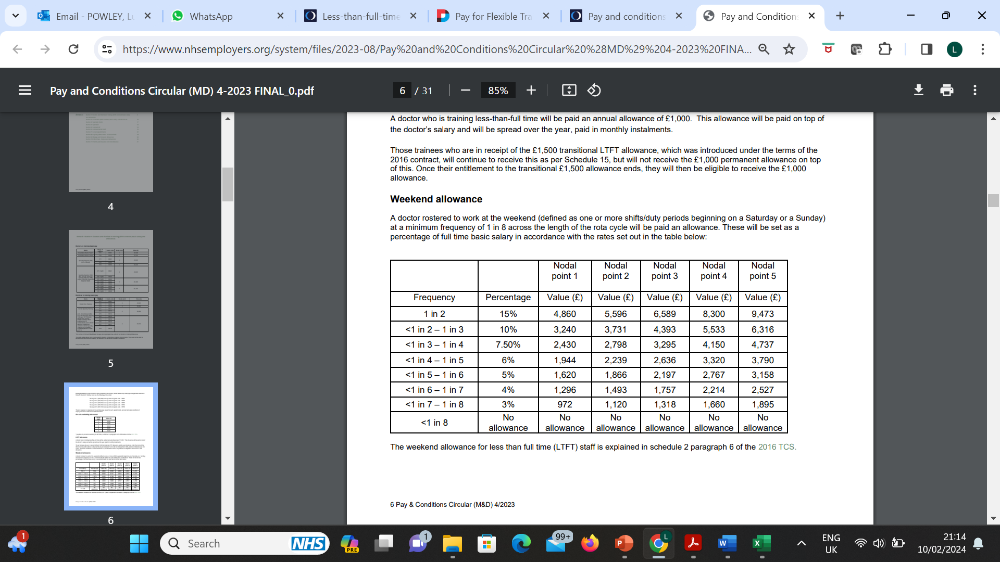 Email - POWLEY, Lu
WhatsApp
Less-than-full-time
Pay for Flexible Tra
Pay and conditions
Pay and Condition
https://www.nhsemployers.org/system/files/2023-08/Pay%20and%20Conditions%20Circular%20%28MD%29%204-2023%20FINA...
L
Pay and Conditions Circular (MD) 4-2023 FINAL_0.pdf
6 / 31
85%
4
5
6
A doctor who is training less-than-full time will be paid an annual allowance of £1,000. This allowance will be paid on top of
the doctor's salary and will be spread over the year, paid in monthly instalments.
Those trainees who are in receipt of the £1,500 transitional LTFT allowance, which was introduced under the terms of the
2016 contract, will continue to receive this as per Schedule 15, but will not receive the £1,000 permanent allowance on top
of this. Once their entitlement to the transitional £1,500 allowance ends, they will then be eligible to receive the £1,000
allowance.
Weekend allowance
A doctor rostered to work at the weekend (defined as one or more shifts/duty periods beginning on a Saturday or a Sunday)
at a minimum frequency of 1 in 8 across the length of the rota cycle will be paid an allowance. These will be set as a
percentage of full time basic salary in accordance with the rates set out in the table below:
Nodal point 1 Nodal point 2 Nodal point 3 Nodal point 4 Nodal point 5
Frequency Percentage Value (£) Value (£) Value (£) Value (£) Value (£)
1 in 2 15% 4,860 5,596 6,589 8,300 9,473
<1 in 2 – 1 in 3 10% 3,240 3,731 4,393 5,533 6,316
<1 in 3 – 1 in 4 7.50% 2,430 2,798 3,295 4,150 4,737
<1 in 4 – 1 in 5 6% 1,944 2,239 2,636 3,320 3,790
<1 in 5 – 1 in 6 5% 1,620 1,866 2,197 2,767 3,158
<1 in 6 – 1 in 7 4% 1,296 1,493 1,757 2,214 2,527
<1 in 7 – 1 in 8 3% 972 1,120 1,318 1,660 1,895
<1 in 8 No allowance No allowance No allowance No allowance No allowance No allowance
The weekend allowance for less than full time (LTFT) staff is explained in schedule 2 paragraph 6 of the 2016 TCS.
6 Pay & Conditions Circular (M&D) 4/2023
1
Search
NHS
PRE
1
99+
P
L
W
X
ENG
UK
21:14
10/02/2024